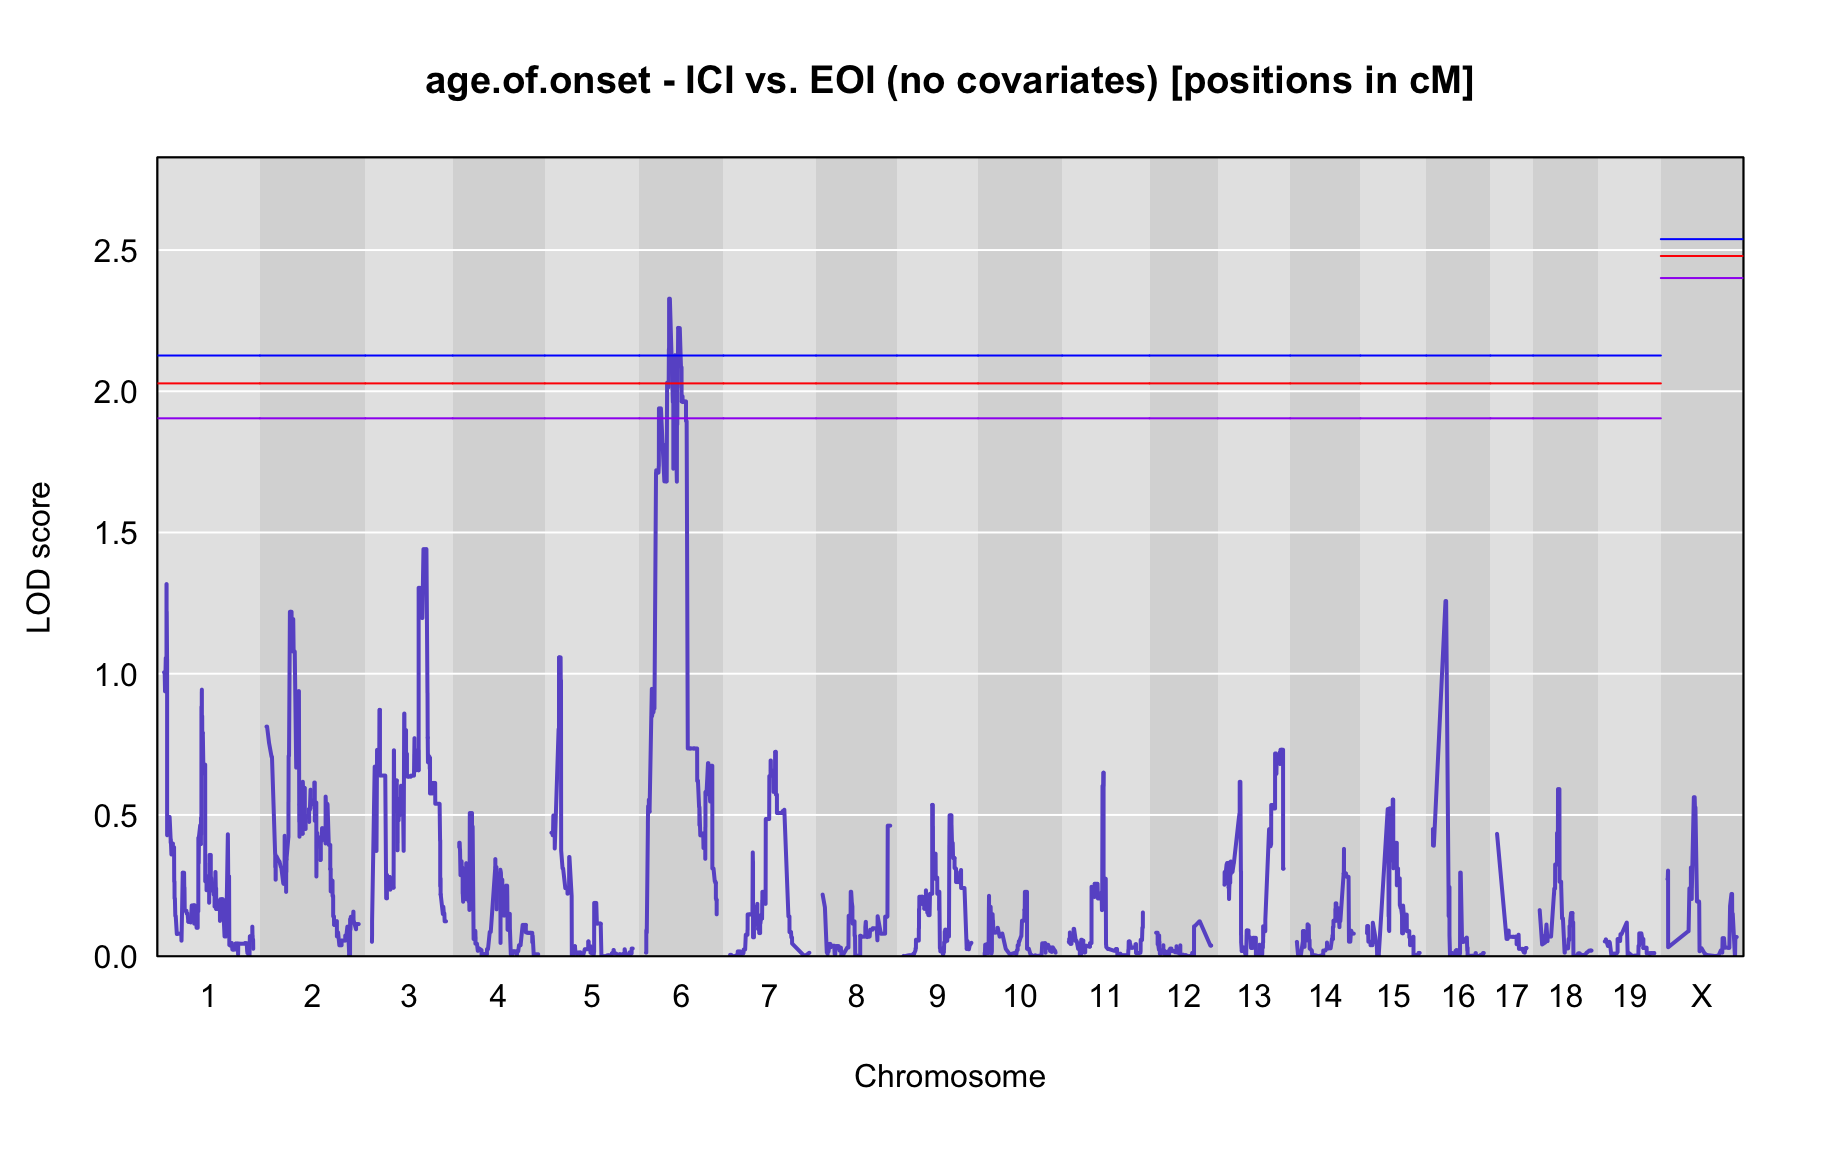 age.of.onset - ICI vs. EOI (no covariates) [positions in cM]
2.5
2.0
1.5
1.0
0.5
0.0
LOD score
1 2 3 4 5 6 7 8 9 10 11 12 13 14 15 16 17 18 19 X
Chromosome